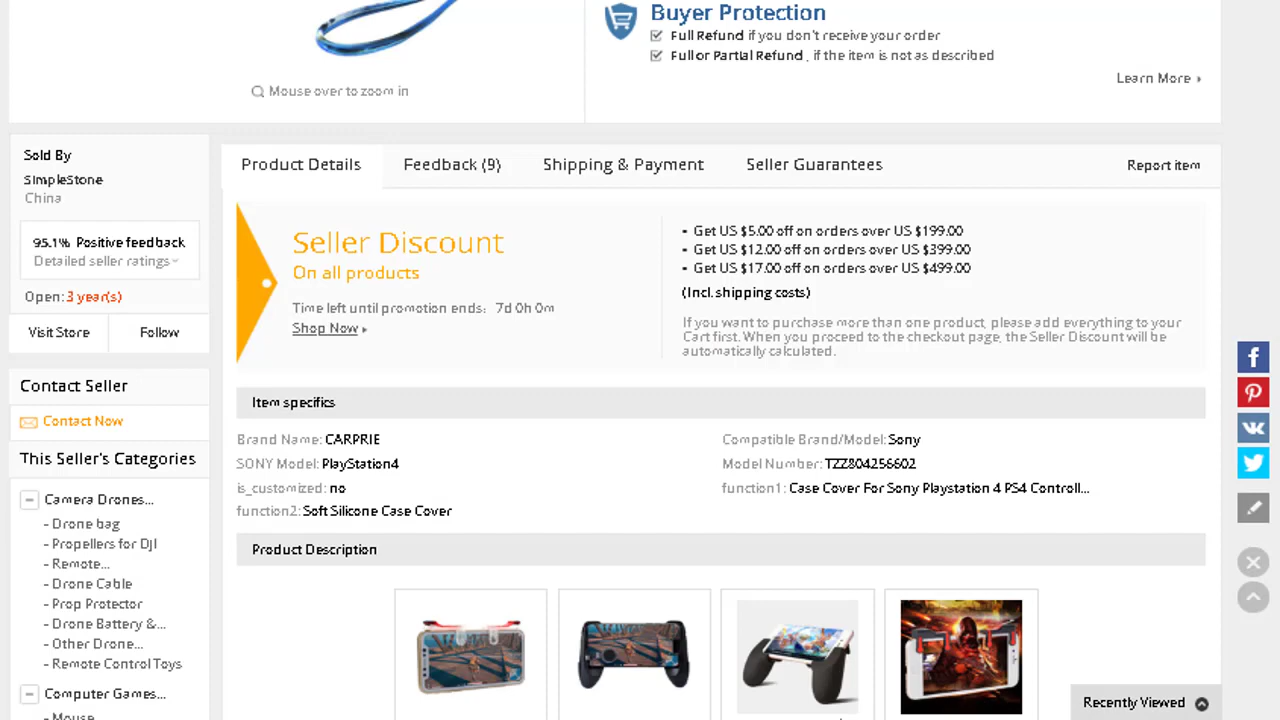 Buyer Protection
Full Refund if you don't receive your order
Full or Partial Refund , if the item is not as described
Learn More
Mouse over to zoom in
Sold By
SimpleStone
China
95.1% Positive feedback
Detailed seller ratings
Open: 3 year(s)
Visit Store
Follow
Contact Seller
Contact Now
This Seller's Categories
Camera Drones...
- Drone bag
- Propellers for DJI
- Remote...
- Drone Cable
- Prop Protector
- Drone Battery &...
- Other Drone...
- Remote Control Toys
Computer Games...
- Mouse
Product Details
Feedback (9)
Shipping & Payment
Seller Guarantees
Report item
Seller Discount
On all products
Time left until promotion ends: 7d 0h 0m
Shop Now
• Get US $5.00 off on orders over US $199.00
• Get US $12.00 off on orders over US $399.00
• Get US $17.00 off on orders over US $499.00
(Incl. shipping costs)
If you want to purchase more than one product, please add everything to your
Cart first. When you proceed to the checkout page, the Seller Discount will be
automatically calculated.
Item specifics
Brand Name: CARPRIE
Compatible Brand/Model: Sony
SONY Model: PlayStation4
Model Number: TZZ804256602
is_customized: no
function1: Case Cover For Sony Playstation 4 PS4 Controll...
function2: Soft Silicone Case Cover
Product Description
Recently Viewed